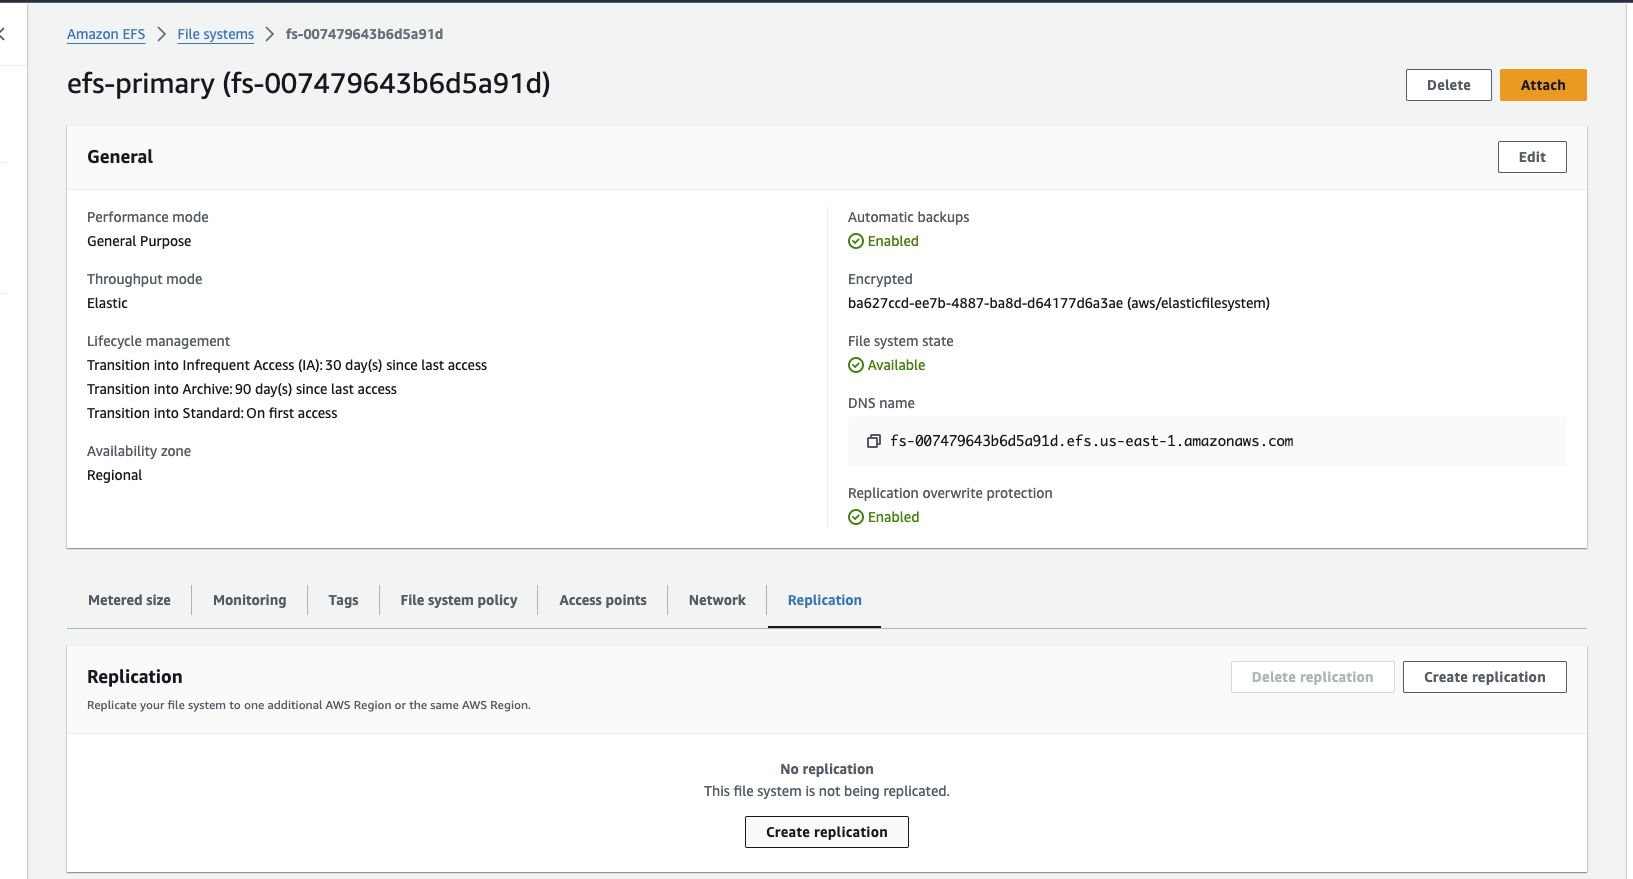 Amazon EFS > File systems > fs-007479643b6d5a91d
efs-primary (fs-007479643b6d5a91d)
Delete
Attach
General
Edit
Performance mode
General Purpose
Throughput mode
Elastic
Lifecycle management
Transition into Infrequent Access (IA): 30 day(s) since last access
Transition into Archive: 90 day(s) since last access
Transition into Standard: On first access
Availability zone
Regional
Automatic backups
Enabled
Encrypted
ba627ccd-ee7b-4887-ba8d-d64177d6a3ae (aws/elasticfilesystem)
File system state
Available
DNS name
fs-007479643b6d5a91d.efs.us-east-1.amazonaws.com
Replication overwrite protection
Enabled
Metered size
Monitoring
Tags
File system policy
Access points
Network
Replication
Replication
Replicate your file system to one additional AWS Region or the same AWS Region.
Delete replication
Create replication
No replication
This file system is not being replicated.
Create replication